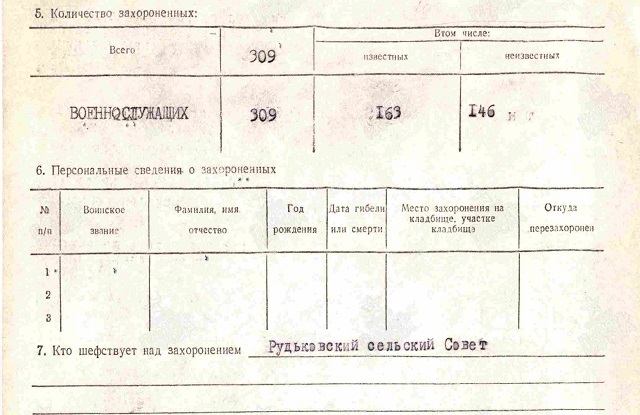 5. Количество захороненных:
Всего 309 Втом числе:
известных неизвестных
ВОЕННОСЛУЖАЩИХ 309 163 146
6. Персональные сведения о захороненных
№ п/п Воинское звание Фамилия, имя отчество Год рождения Дата гибели или смерти Место захоронения на кладбище, участке кладбища Откуда перезахоронен
1
2
3
7. Кто шефствует над захоронением Рудьковский сельский Совет